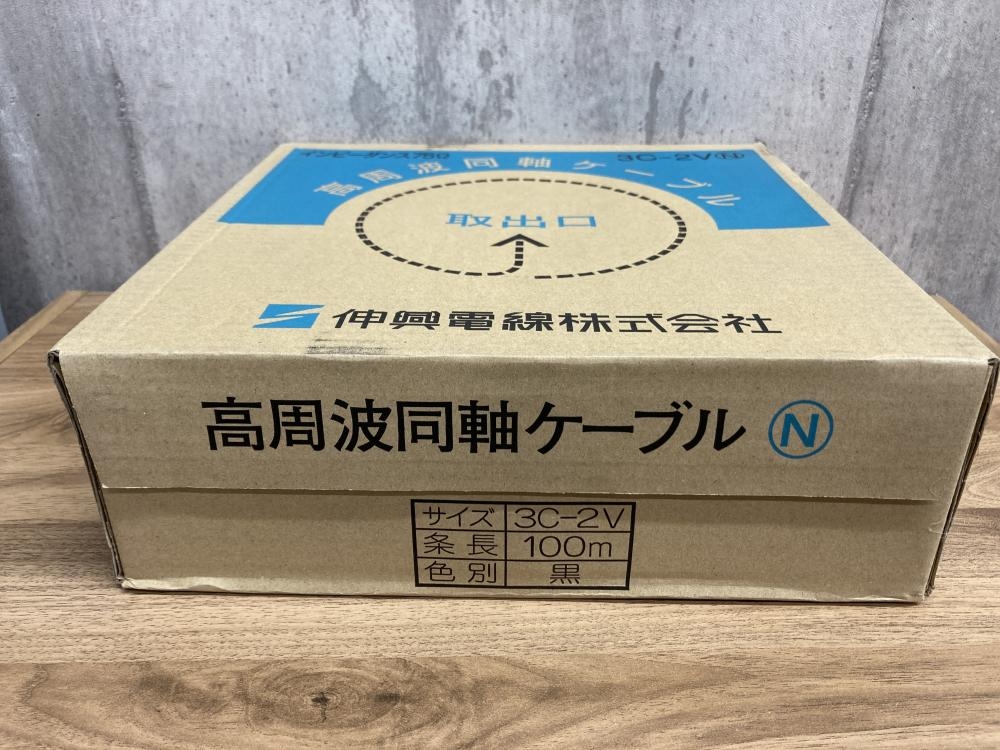 インピーダンス75Ω
3C-2V Ⓝ
高周波同軸ケーブル
取出口
伸興電線株式会社
高周波同軸ケーブル Ⓝ
サイズ 3C-2V
条長 100m
色別 黒